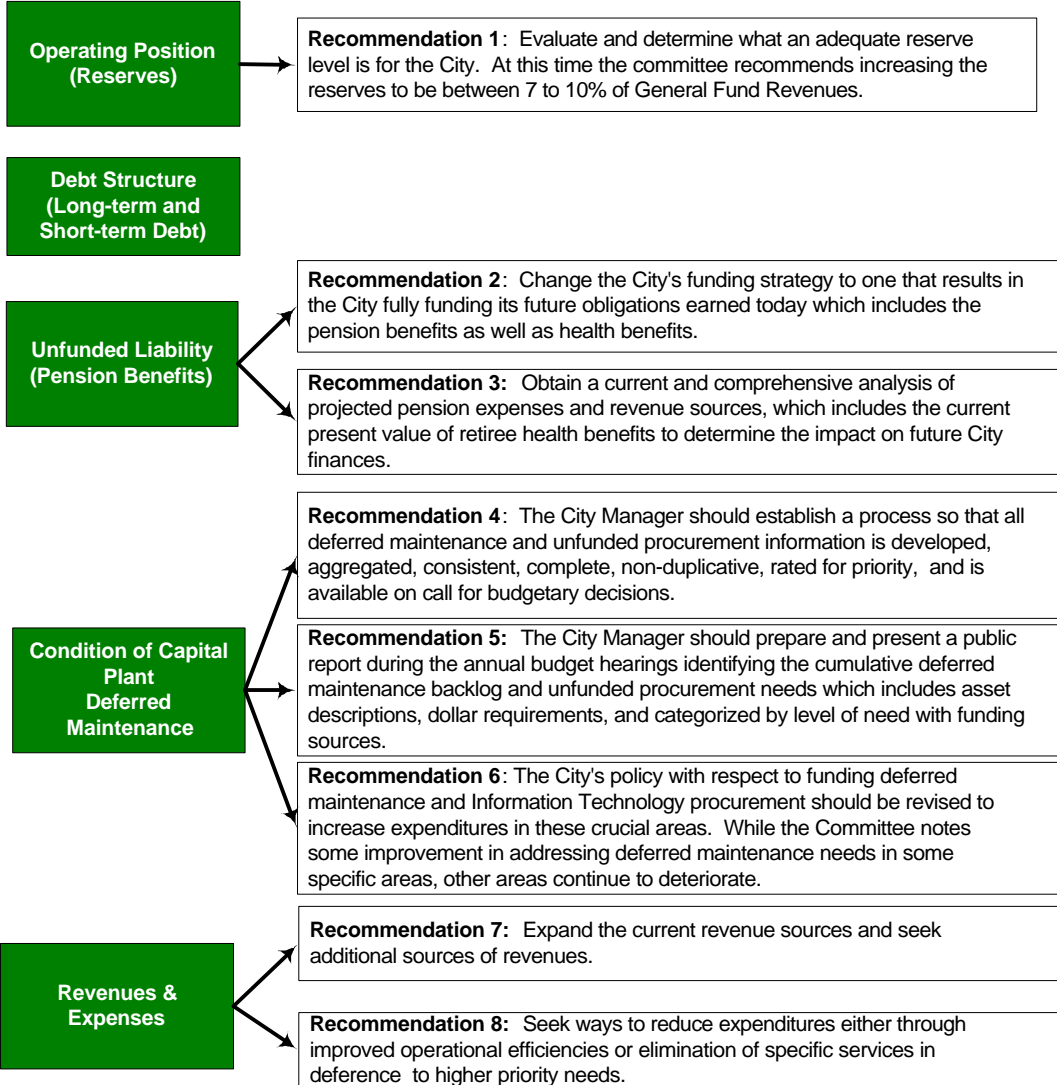 Operating Position
(Reserves)
Recommendation 1:  Evaluate and determine what an adequate reserve
level is for the City.  At this time the committee recommends increasing the
reserves to be between 7 to 10% of General Fund Revenues.
Debt Structure
(Long-term and
Short-term Debt)
Unfunded Liability
(Pension Benefits)
Recommendation 2:  Change the City's funding strategy to one that results in
the City fully funding its future obligations earned today which includes the
pension benefits as well as health benefits.
Recommendation 3:  Obtain a current and comprehensive analysis of
projected pension expenses and revenue sources, which includes the current
present value of retiree health benefits to determine the impact on future City
finances.
Condition of Capital
Plant
Deferred
Maintenance
Recommendation 4:  The City Manager should establish a process so that all
deferred maintenance and unfunded procurement information is developed,
aggregated, consistent, complete, non-duplicative, rated for priority,  and is
available on call for budgetary decisions.
Recommendation 5:  The City Manager should prepare and present a public
report during the annual budget hearings identifying the cumulative deferred
maintenance backlog and unfunded procurement needs which includes asset
descriptions, dollar requirements, and categorized by level of need with funding
sources.
Recommendation 6: The City's policy with respect to funding deferred
maintenance and Information Technology procurement should be revised to
increase expenditures in these crucial areas.  While the Committee notes
some improvement in addressing deferred maintenance needs in some
specific areas, other areas continue to deteriorate.
Revenues &
Expenses
Recommendation 7:  Expand the current revenue sources and seek
additional sources of revenues.
Recommendation 8:  Seek ways to reduce expenditures either through
improved operational efficiencies or elimination of specific services in
deference  to higher priority needs.